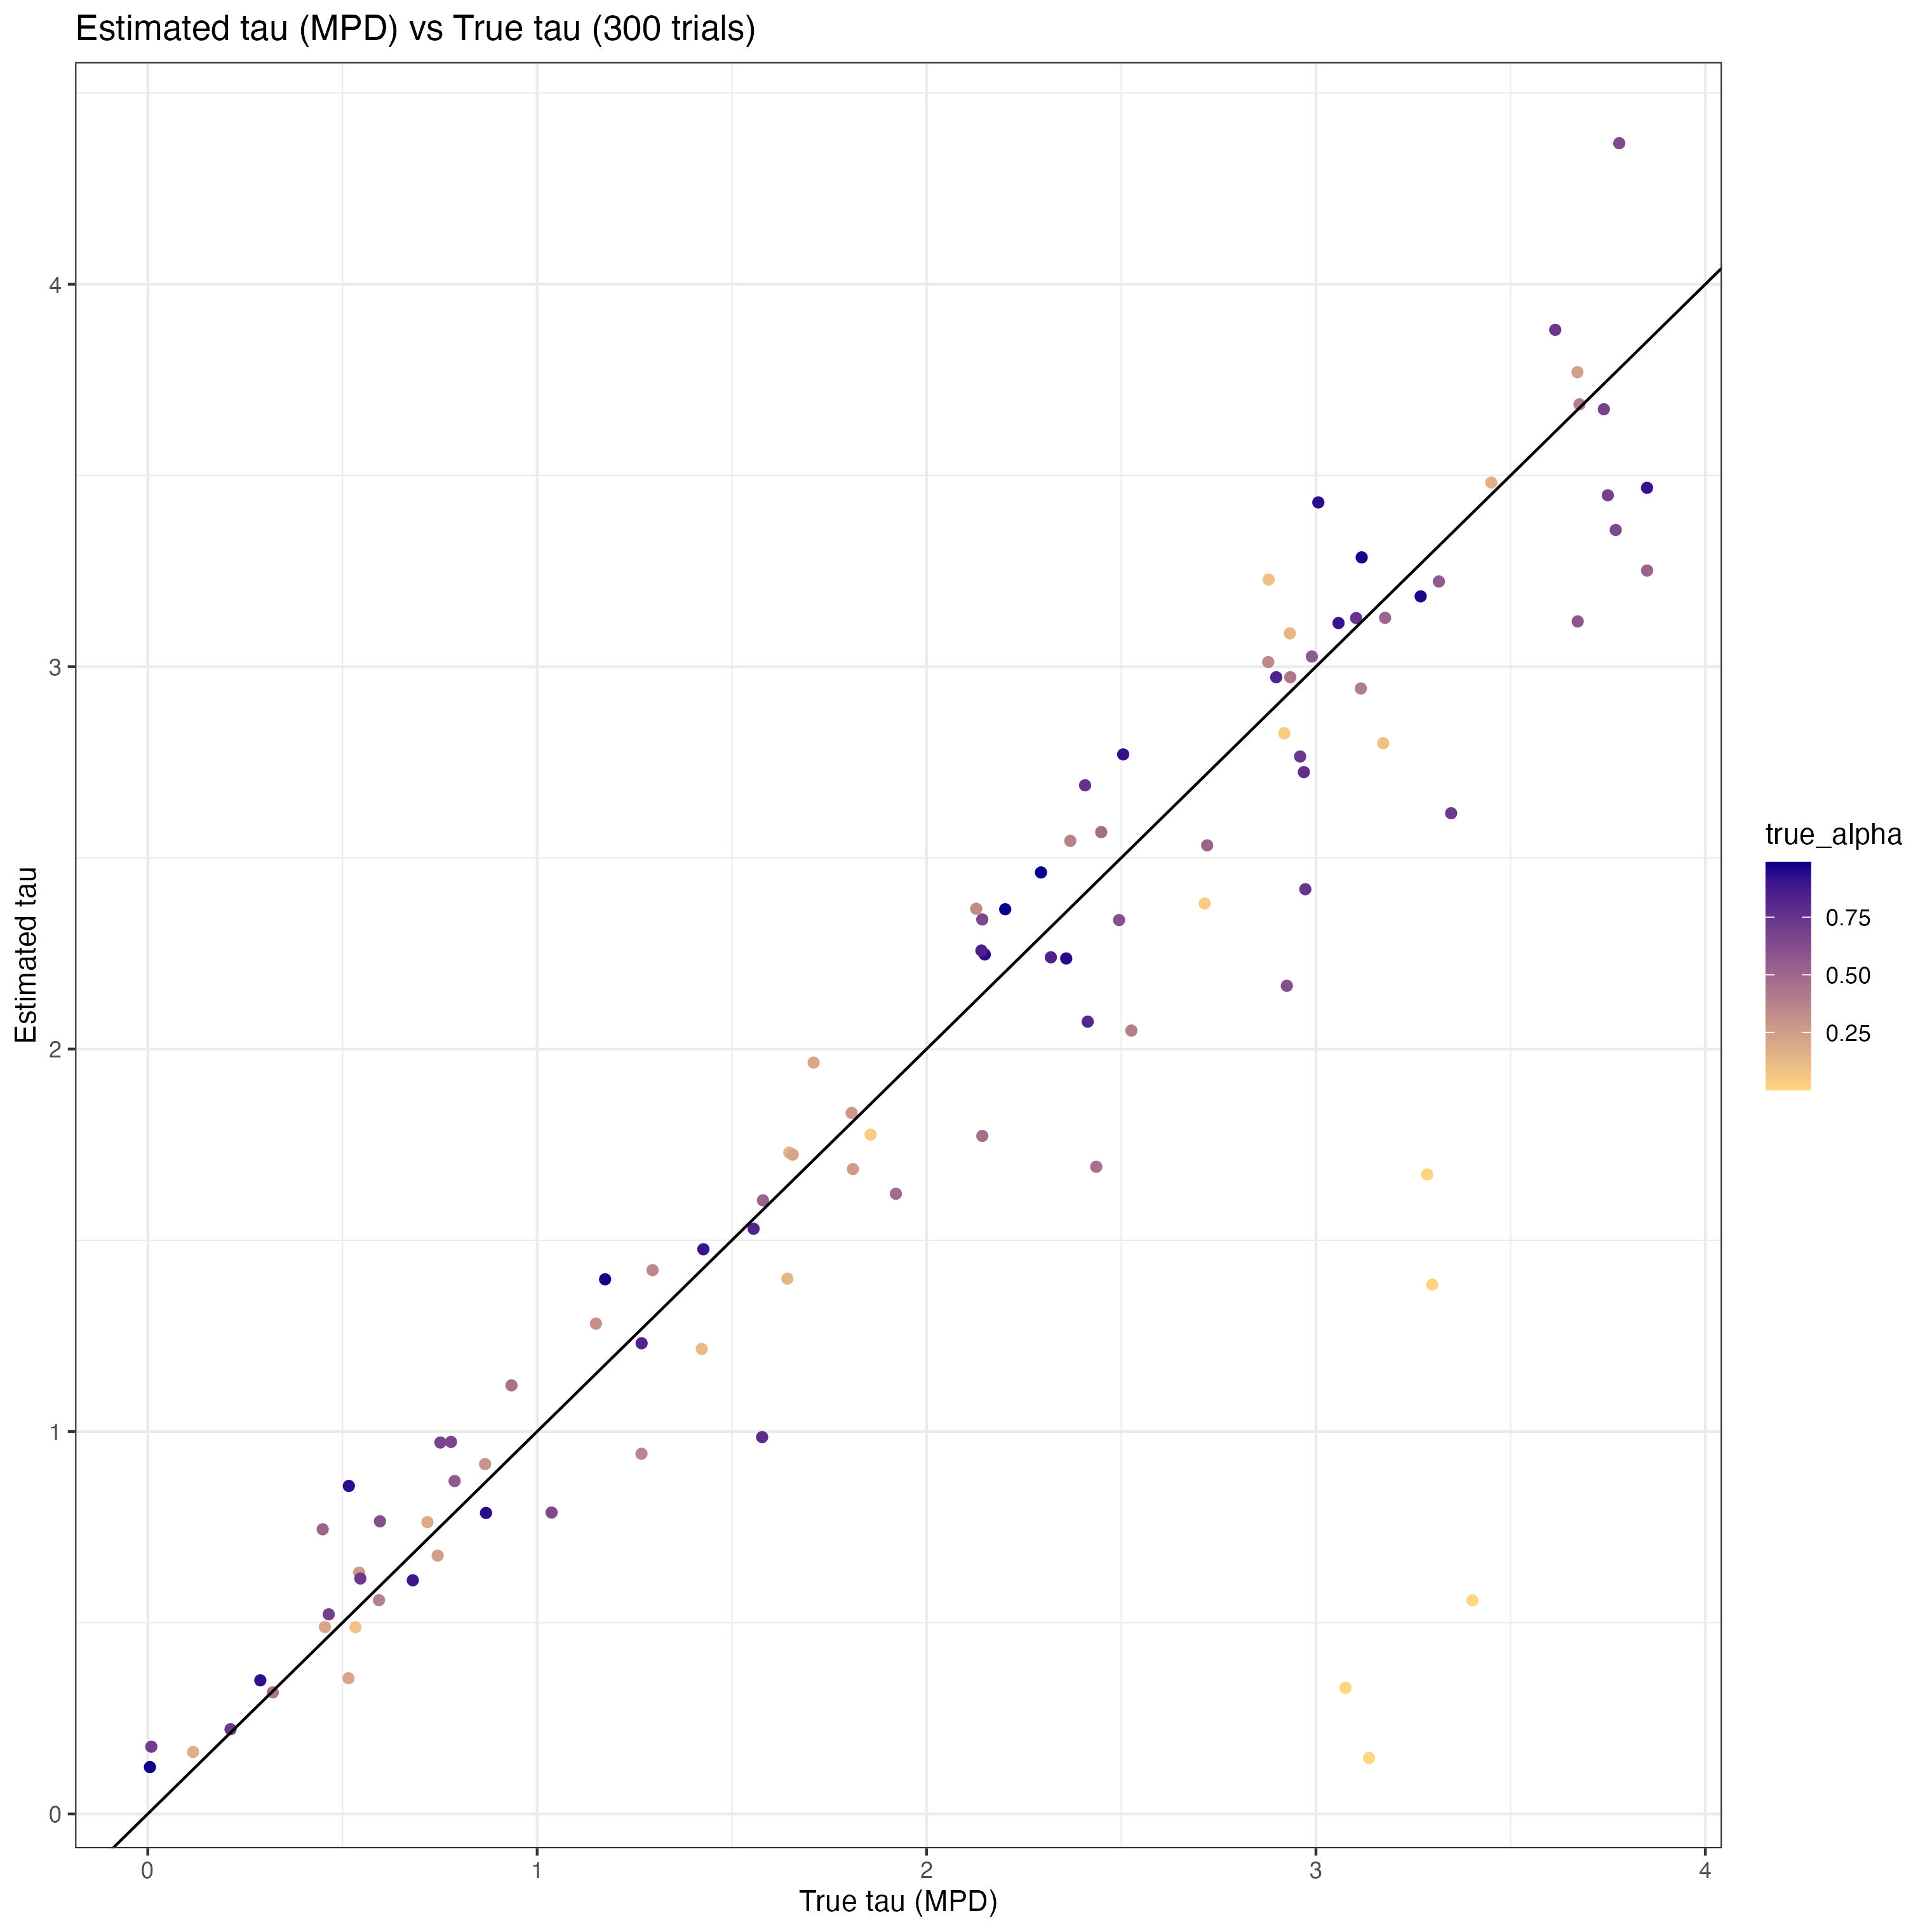 Estimated tau (MPD) vs True tau (300 trials)
4
3
2
1
0
Estimated tau
0 1 2 3 4
True tau (MPD)
true_alpha
0.75
0.50
0.25